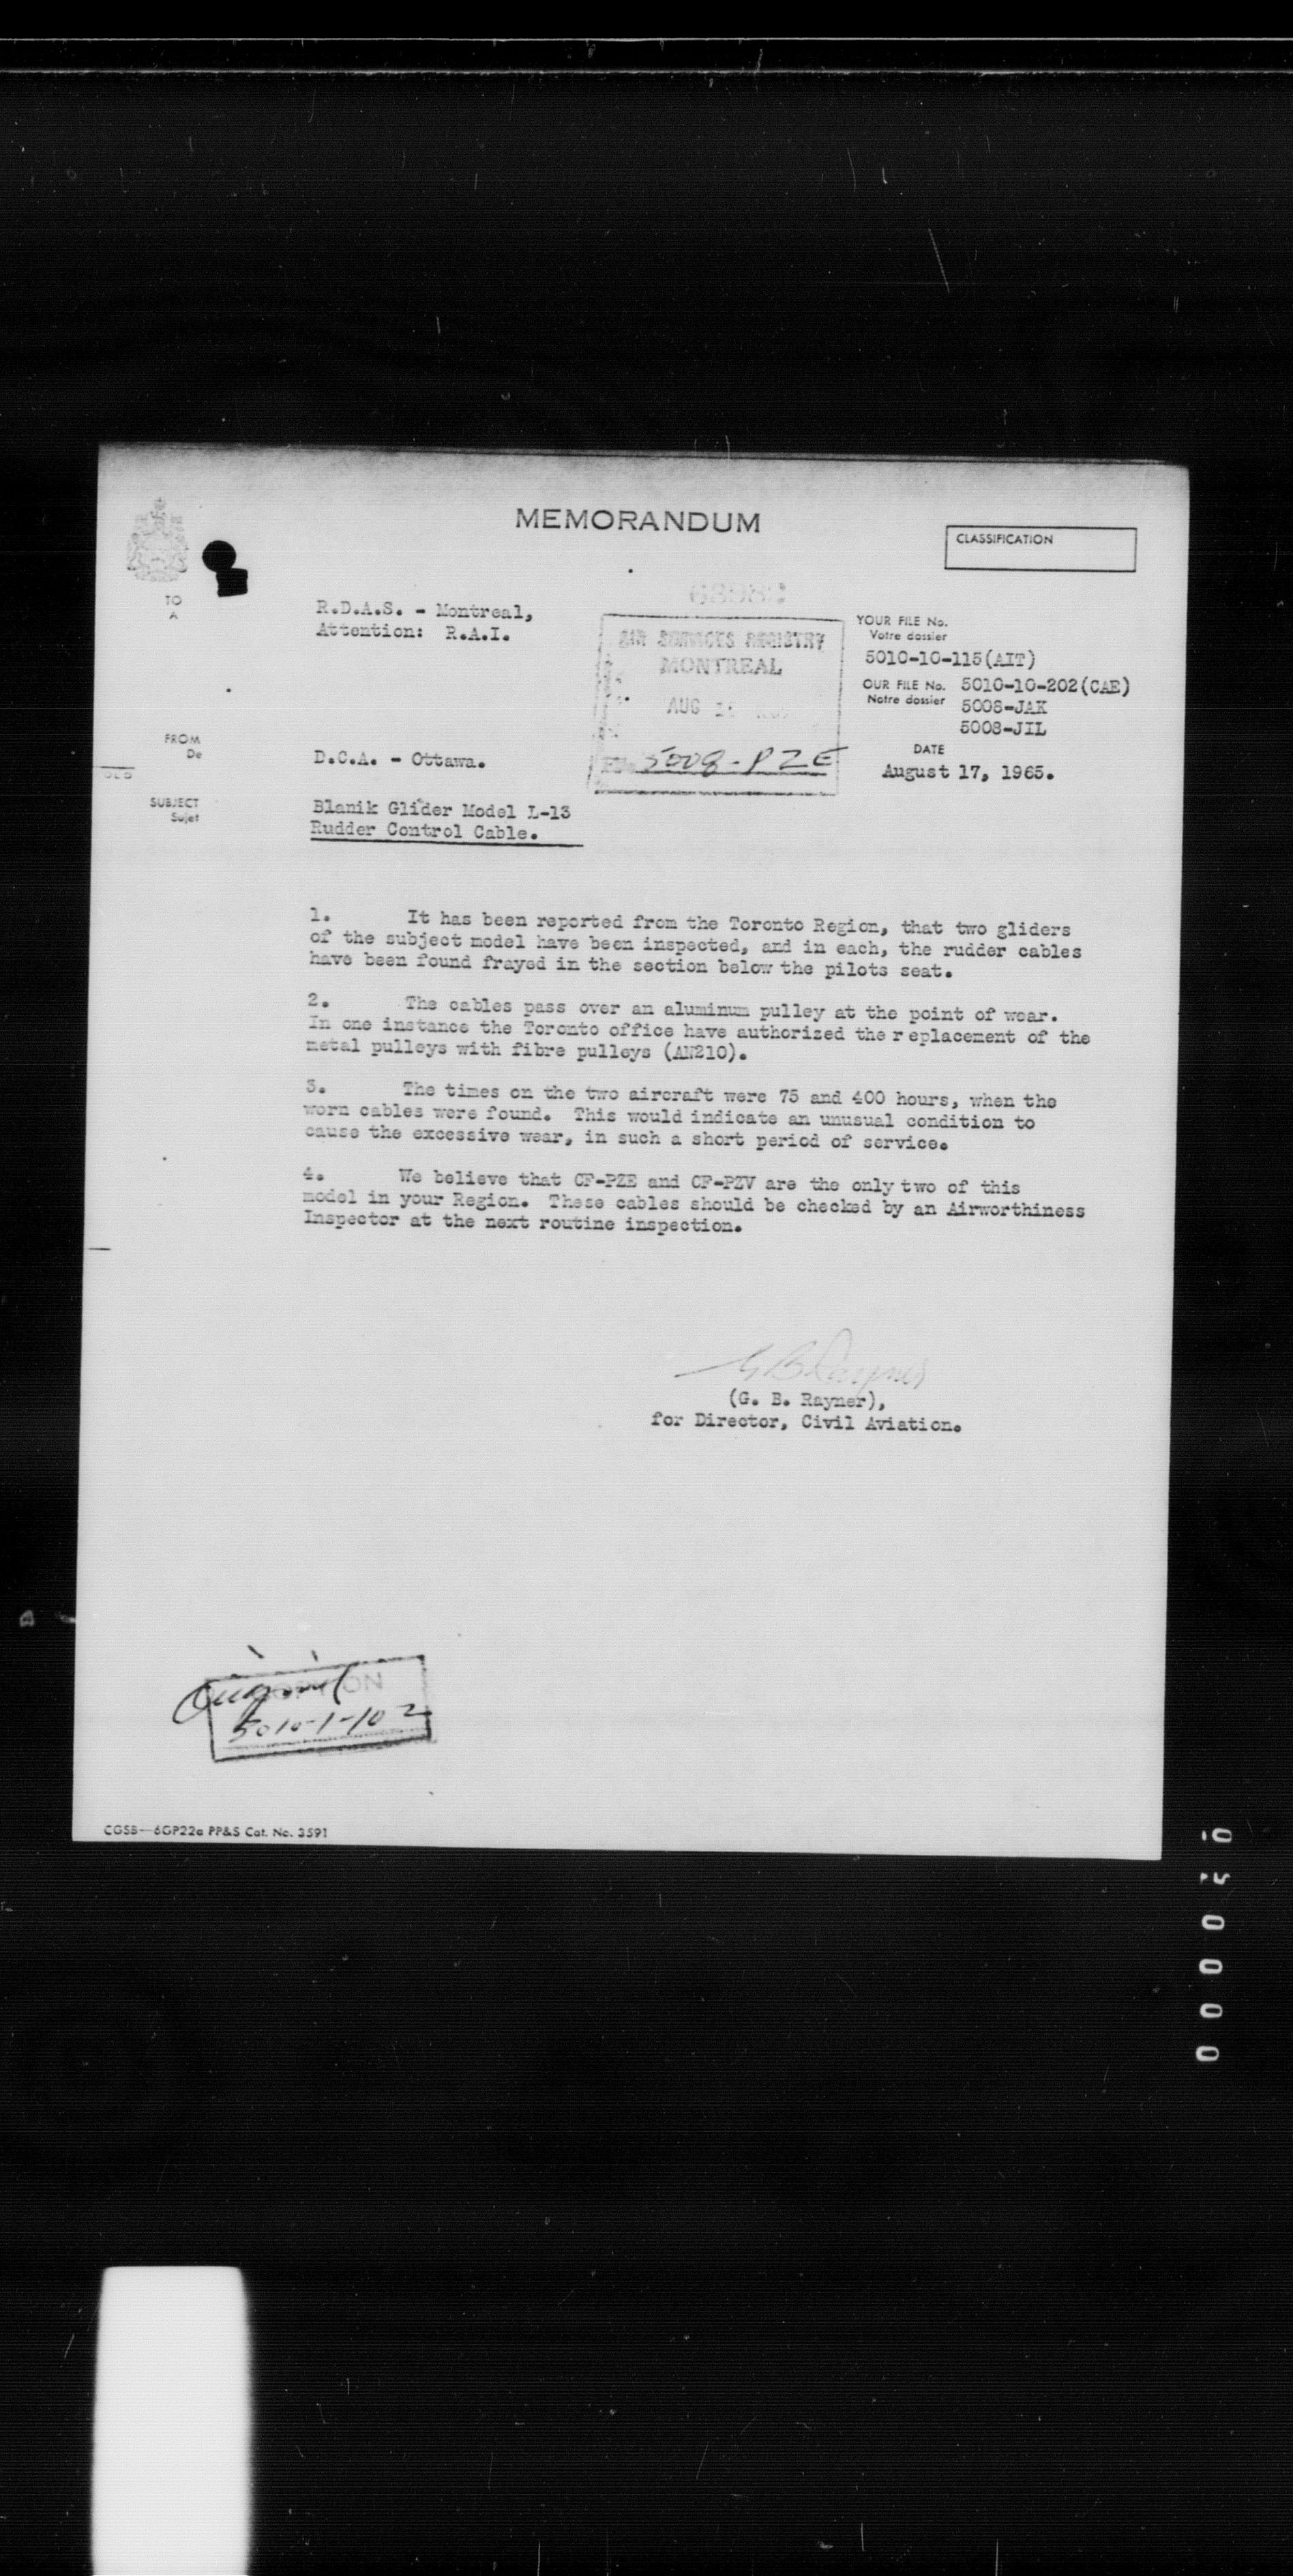 MEMORANDUM
CLASSIFICATION
TO
A
R.D.A.S. - Montreal,
Attention: R.A.I.
AIR SERVICES REGISTRY
MONTREAL
AUG
5008-PZE
YOUR FILE No.
Votre dossier
5010-10-115(AIT)
OUR FILE No. 5010-10-202(CAE)
Notre dossier 5008-JAK
5008-JIL
DATE
August 17, 1965.
FROM
De
D.C.A. - Ottawa.
SUBJECT
Sujet
Blanik Glider Model L-13
Rudder Control Cable.
1. It has been reported from the Toronto Region, that two gliders
of the subject model have been inspected, and in each, the rudder cables
have been found frayed in the section below the pilots seat.
2. The cables pass over an aluminum pulley at the point of wear.
In one instance the Toronto office have authorized the r eplacement of the
metal pulleys with fibre pulleys (AN210).
3. The times on the two aircraft were 75 and 400 hours, when the
worn cables were found. This would indicate an unusual condition to
cause the excessive wear, in such a short period of service.
4. We believe that CF-PZE and CF-PZV are the only two of this
model in your Region. These cables should be checked by an Airworthiness
Inspector at the next routine inspection.
G B Rayner
(G. B. Rayner),
for Director, Civil Aviation.
Original
5010-1-102
CGSB—6GP22a PP&S Cat. No. 3591